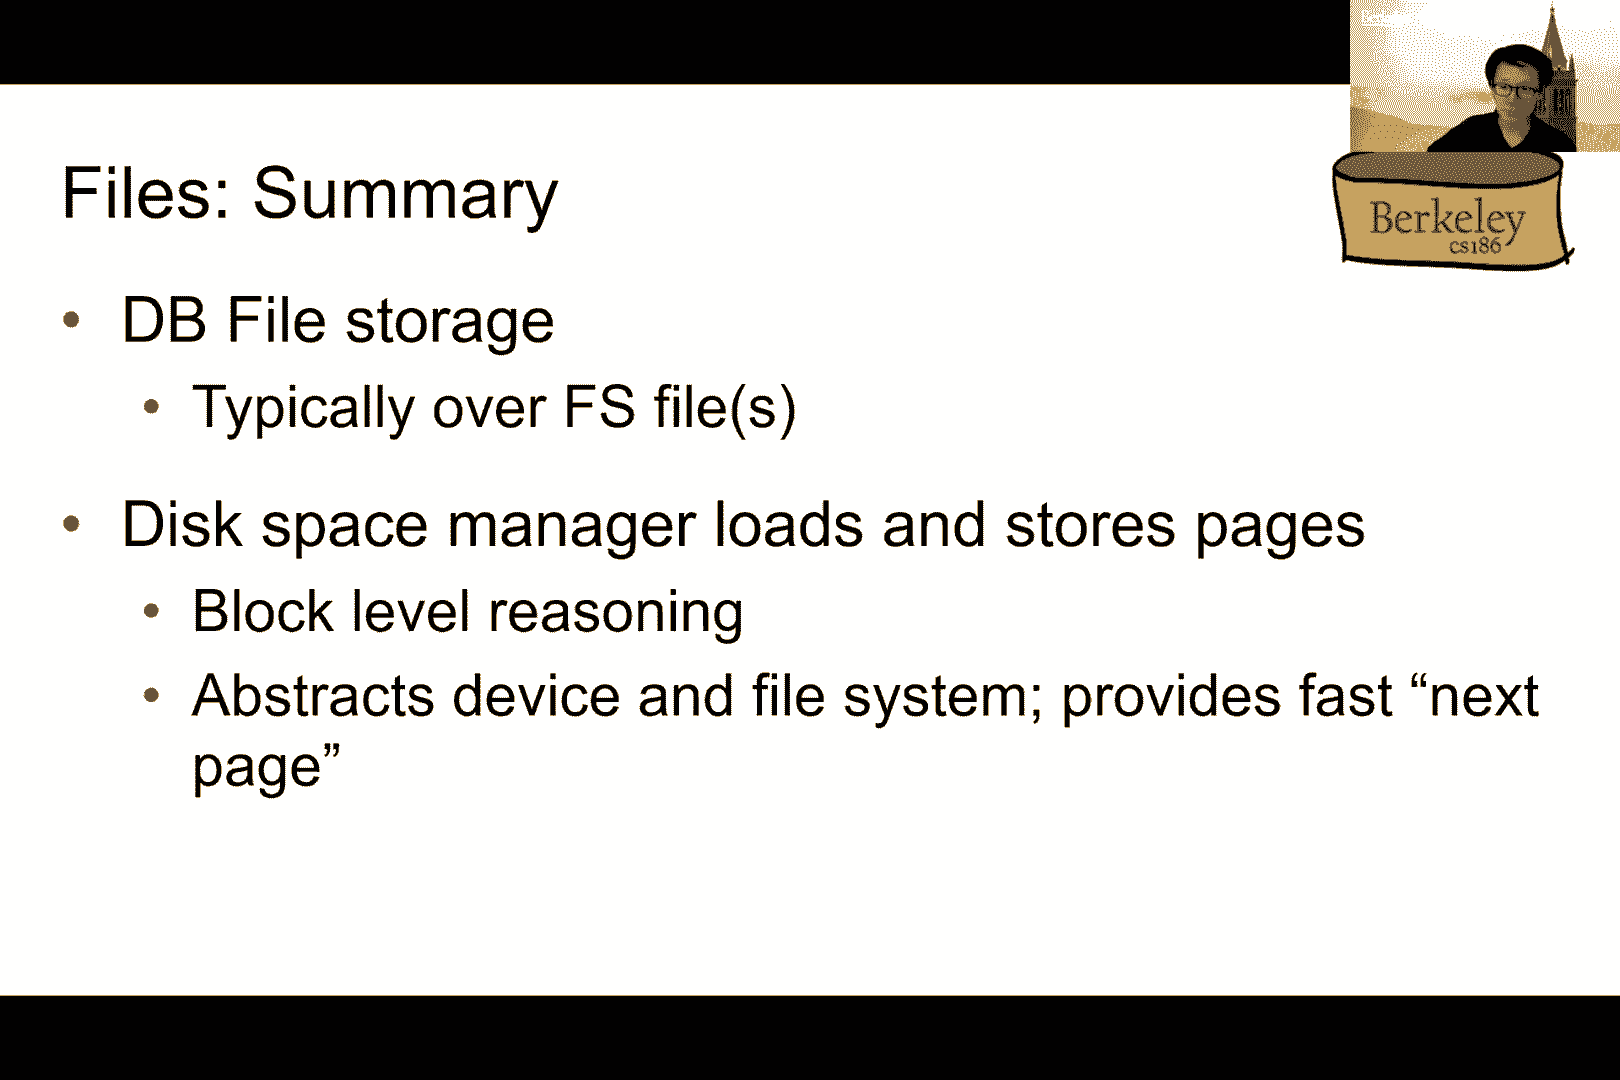 Files: Summary
Berkeley
cs186
• DB File storage
• Typically over FS file(s)
• Disk space manager loads and stores pages
• Block level reasoning
• Abstracts device and file system; provides fast “next
page”